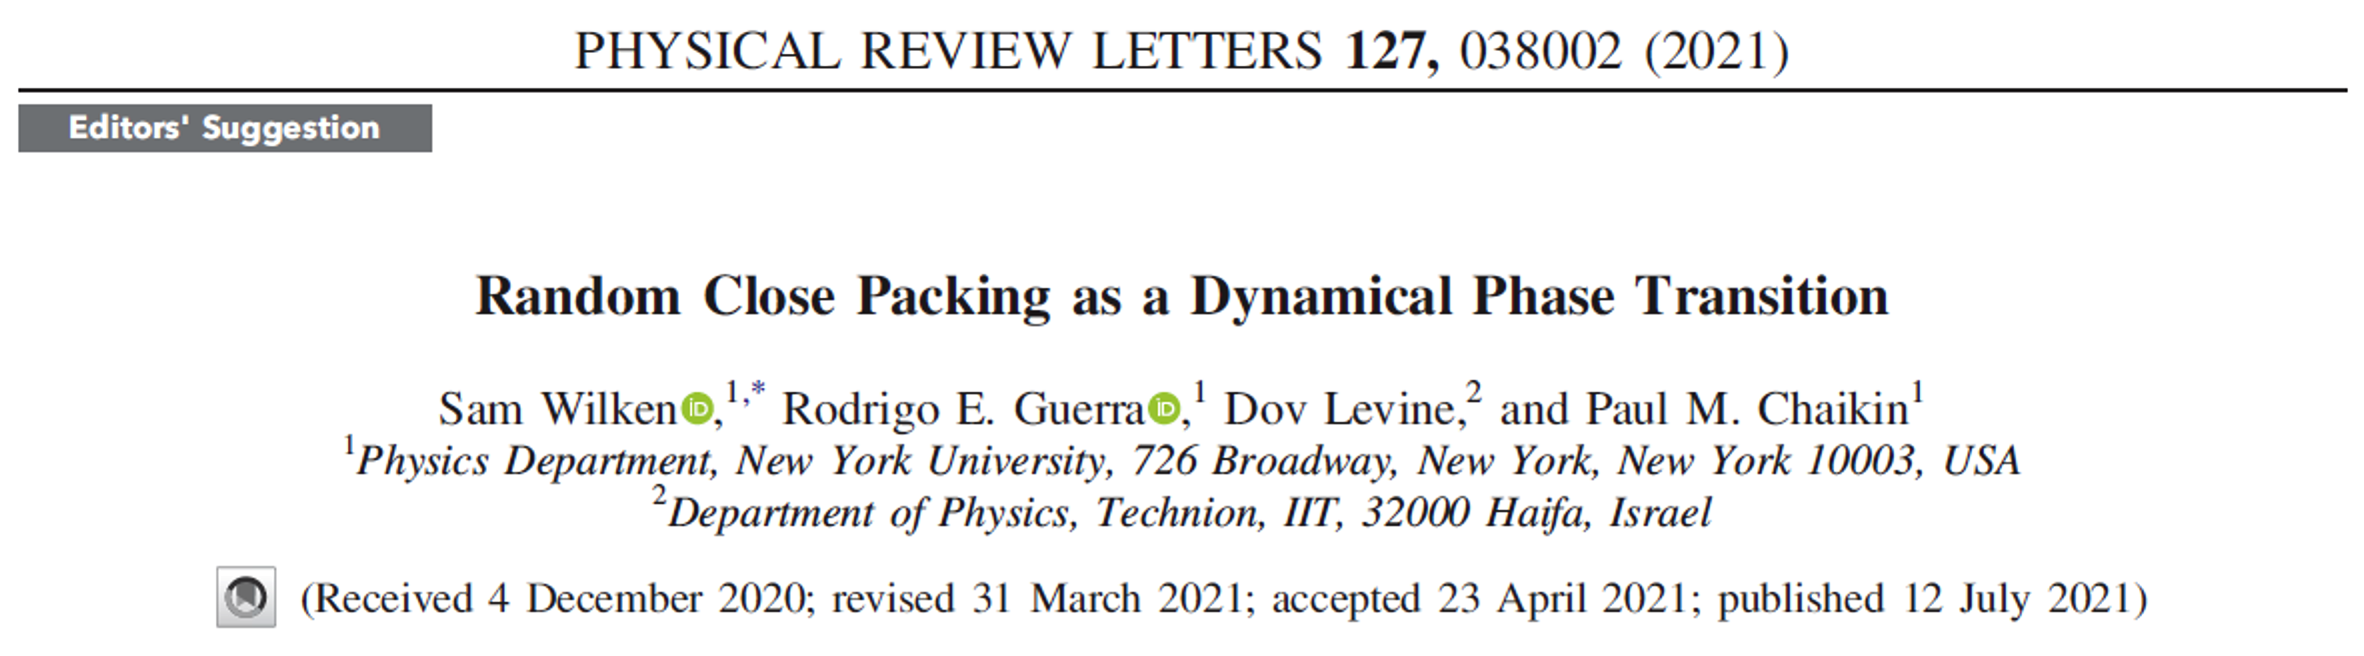 PHYSICAL REVIEW LETTERS 127, 038002 (2021)
Editors' Suggestion
Random Close Packing as a Dynamical Phase Transition
Sam Wilken iD,1,* Rodrigo E. Guerra iD,1 Dov Levine,2 and Paul M. Chaikin1
1Physics Department, New York University, 726 Broadway, New York, New York 10003, USA
2Department of Physics, Technion, IIT, 32000 Haifa, Israel
(Received 4 December 2020; revised 31 March 2021; accepted 23 April 2021; published 12 July 2021)